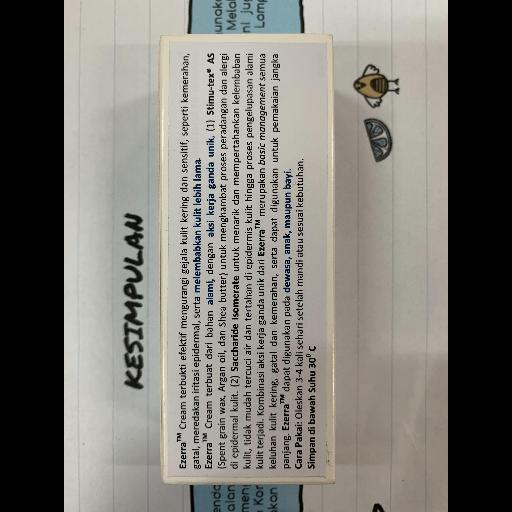 KESIMPULAN
Ezerra™ Cream terbukti efektif mengurangi gejala kulit kering dan sensitif, seperti kemerahan,
gatal, meredakan iritasi epidermal, serta melembabkan kulit lebih lama.
Ezerra™ Cream terbuat dari bahan alami, dengan aksi kerja ganda unik. (1) Stimu-tex® AS
(Spent grain wax, Argan oil, dan Shea butter) untuk menghambat proses peradangan dan alergi
di epidermal kulit. (2) Saccharide Isomerate untuk menarik dan mempertahankan kelembaban
kulit, tidak mudah tercuci air dan tertahan di epidermis kulit hingga proses pengelupasan alami
kulit terjadi. Kombinasi aksi kerja ganda unik dari Ezerra™ merupakan basic management semua
keluhan kulit kering, gatal dan kemerahan, serta dapat digunakan untuk pemakaian jangka
panjang. Ezerra™ dapat digunakan pada dewasa, anak, maupun bayi.
Cara Pakai: Oleskan 3-4 kali sehari setelah mandi atau sesuai kebutuhan.
Simpan di bawah Suhu 30° C